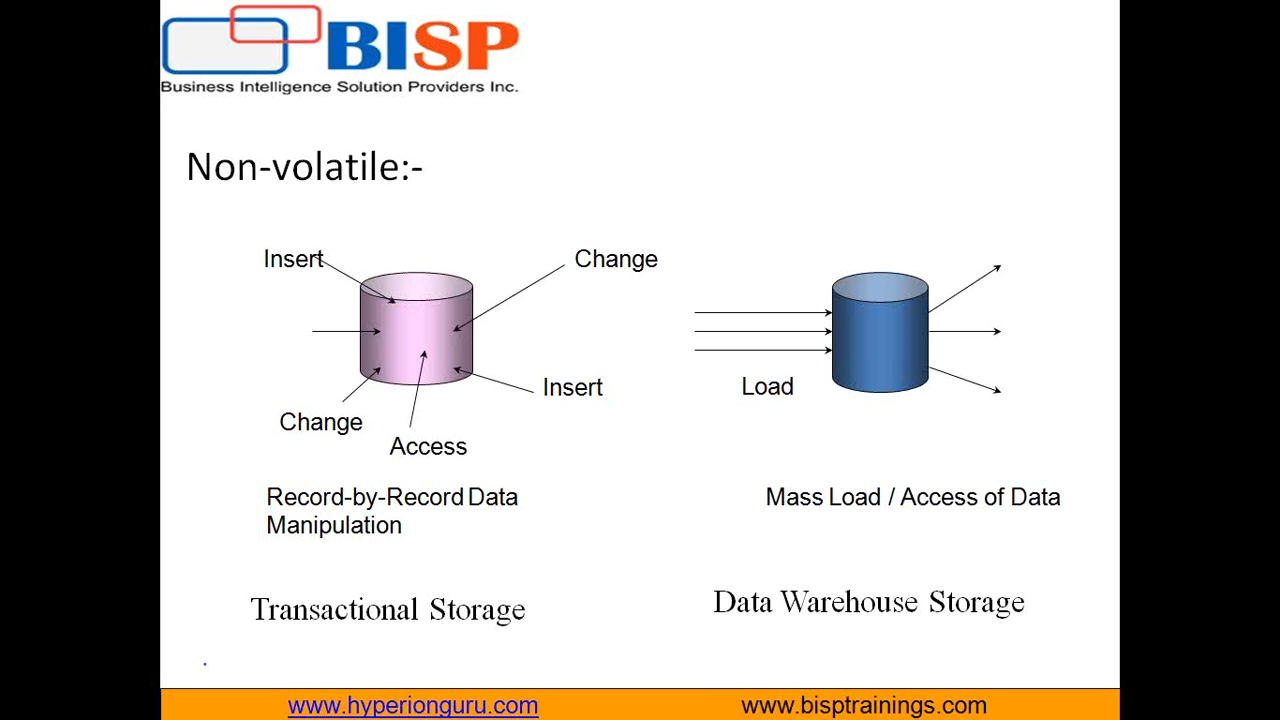 BISP
Business Intelligence Solution Providers Inc.
Non-volatile:-
Insert
Change
Insert
Change
Access
Load
Record-by-Record Data
Manipulation
Mass Load / Access of Data
Transactional Storage
Data Warehouse Storage
www.hyperionguru.com
www.bisptrainings.com